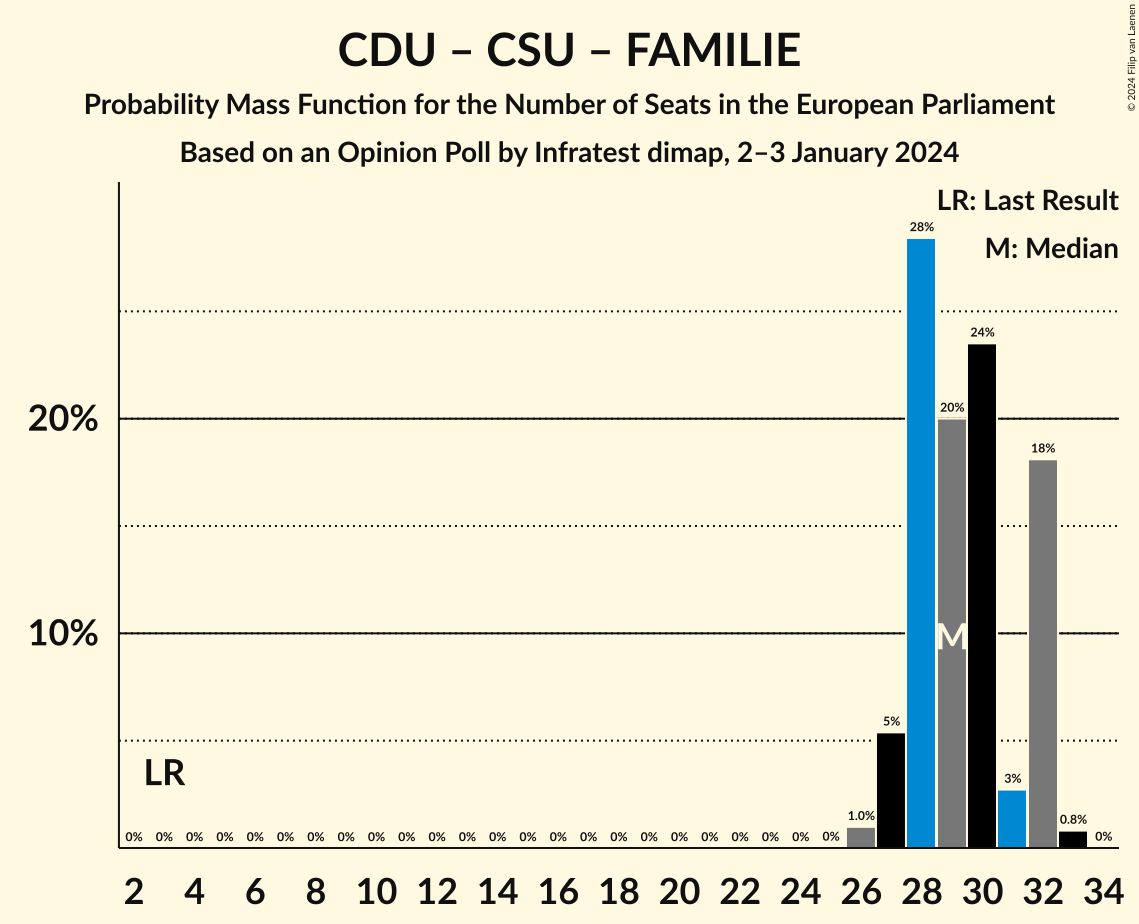 CDU – CSU – FAMILIE
Probability Mass Function for the Number of Seats in the European Parliament
Based on an Opinion Poll by Infratest dimap, 2–3 January 2024
© 2024 Filip van Laenen
LR: Last Result
M: Median
28%
24%
20%
20%
18%
10%
M
5%
LR
3%
0% 0% 0% 0% 0% 0% 0% 0% 0% 0% 0% 0% 0% 0% 0% 0% 0% 0% 0% 0% 0% 0% 0% 0% 1.0% 0.8% 0%
2 4 6 8 10 12 14 16 18 20 22 24 26 28 30 32 34